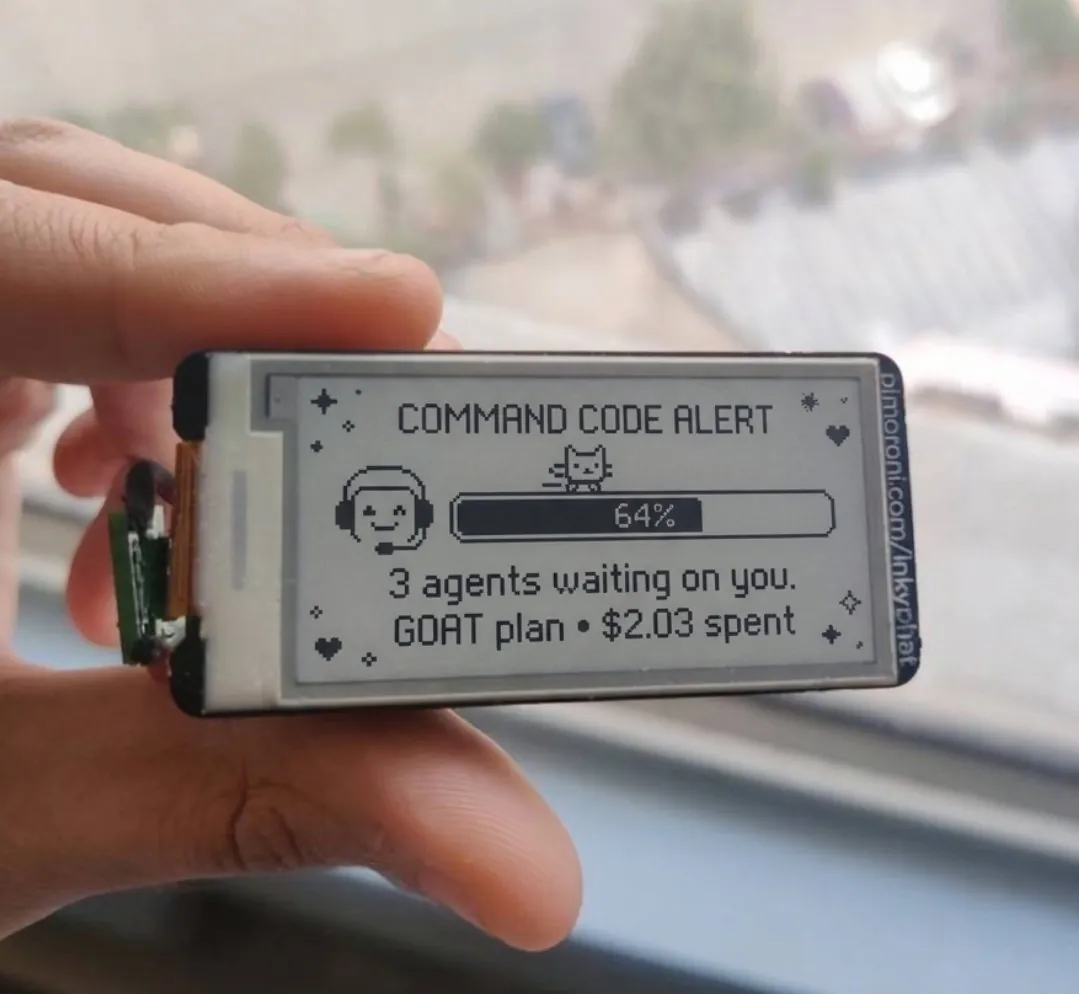 COMMAND CODE ALERT
64%
3 agents waiting on you.
GOAT plan • $2.03 spent
pimoroni.com/inkyphat